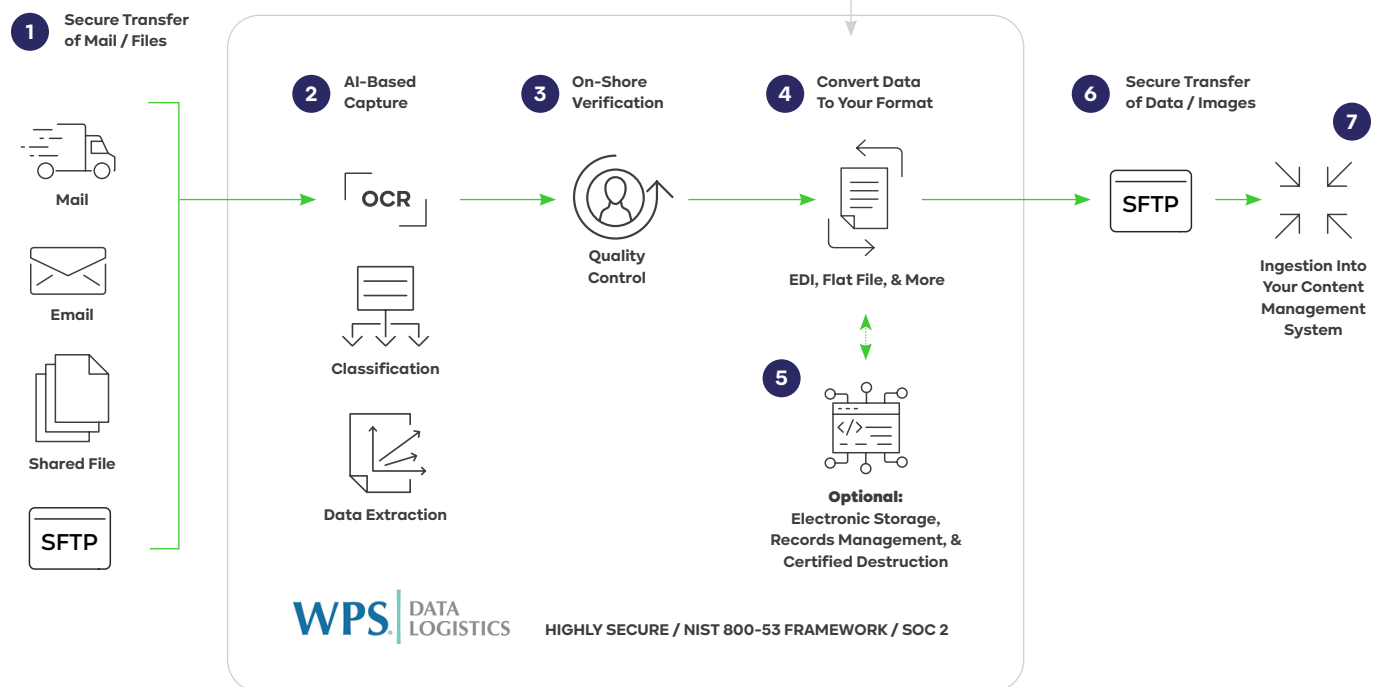 1
Secure Transfer
of Mail / Files
Mail
Email
Shared File
SFTP
2
AI-Based
Capture
OCR
Classification
Data Extraction
3
On-Shore
Verification
Quality
Control
4
Convert Data
To Your Format
EDI, Flat File, & More
5
</>
Optional:
Electronic Storage,
Records Management, &
Certified Destruction
6
Secure Transfer
of Data / Images
SFTP
7
Ingestion Into
Your Content
Management
System
WPS.
DATA
LOGISTICS
HIGHLY SECURE / NIST 800-53 FRAMEWORK / SOC 2